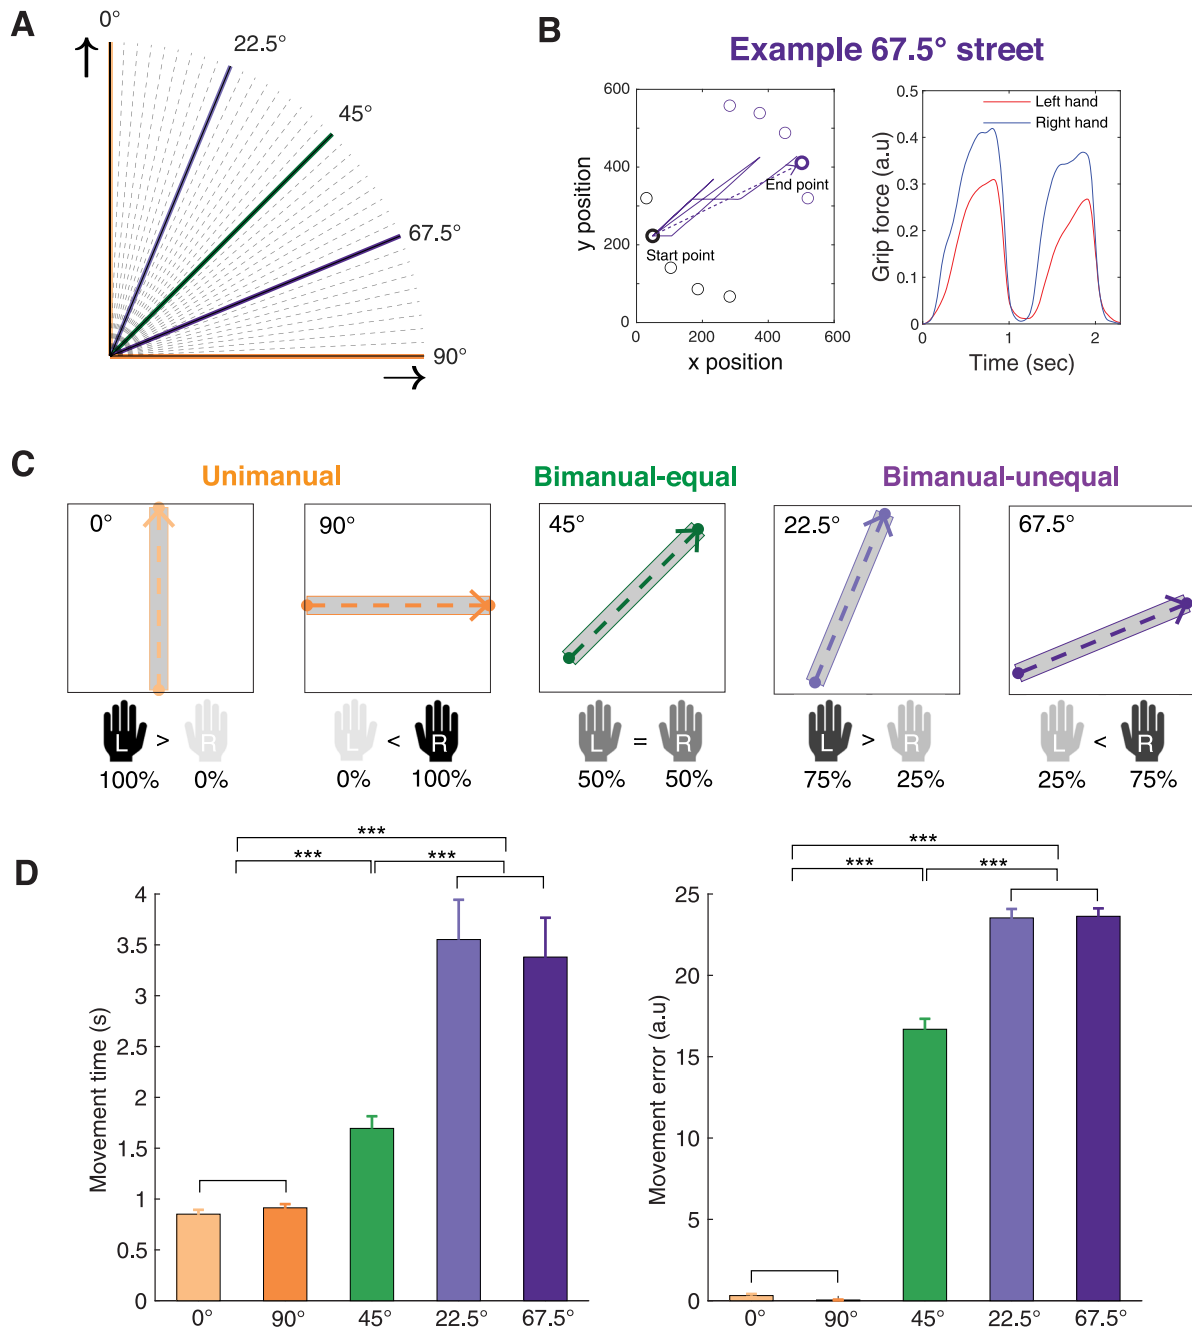 A
0°
22.5°
45°
67.5°
90°
B
Example 67.5° street
600
400
200
0
0
200
400
600
y position
x position
Start point
End point
0.5
0.4
0.3
0.2
0.1
0
0
1
2
Grip force (a.u)
Time (sec)
Left hand
Right hand
C
Unimanual
Bimanual-equal
Bimanual-unequal
0°
90°
45°
22.5°
67.5°
L > R
L < R
L = R
L > R
L < R
100% 0%
0% 100%
50% 50%
75% 25%
25% 75%
D
***
***
***
4
3.5
3
2.5
2
1.5
1
0.5
0
Movement time (s)
0° 90° 45° 22.5° 67.5°
***
***
***
25
20
15
10
5
0
Movement error (a.u)
0° 90° 45° 22.5° 67.5°